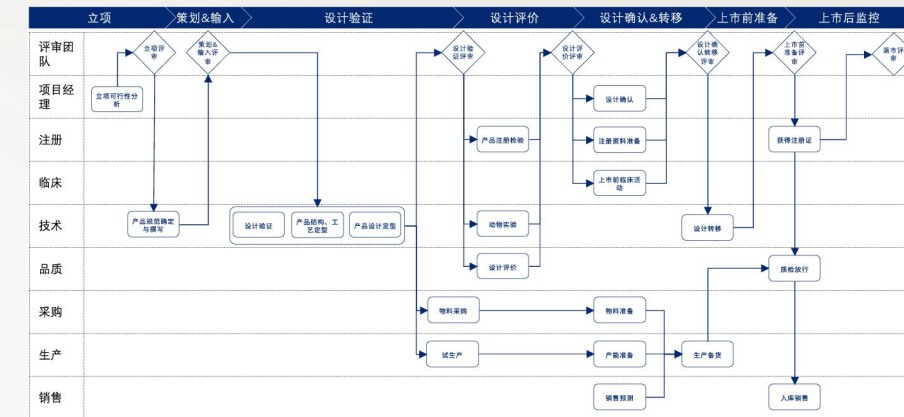 立项
策划&输入
设计验证
设计评价
设计确认&转移
上市前准备
上市后监控
评审团
队
立项评
审
策划&
输入评
审
设计验
证评审
设计评
价评审
设计确
认转移
评审
上市前
准备评
审
退市评
审
项目经
理
立项可行性分
析
设计确认
注册
产品注册检验
注册资料准备
获得注册证
临床
上市前临床活
动
技术
产品规范确定
与撰写
设计验证
产品结构、工
艺定型
产品设计定型
动物实验
设计转移
品质
设计评价
质检放行
采购
物料采购
物料准备
生产
试生产
产能准备
生产备货
销售
销售预测
入库销售